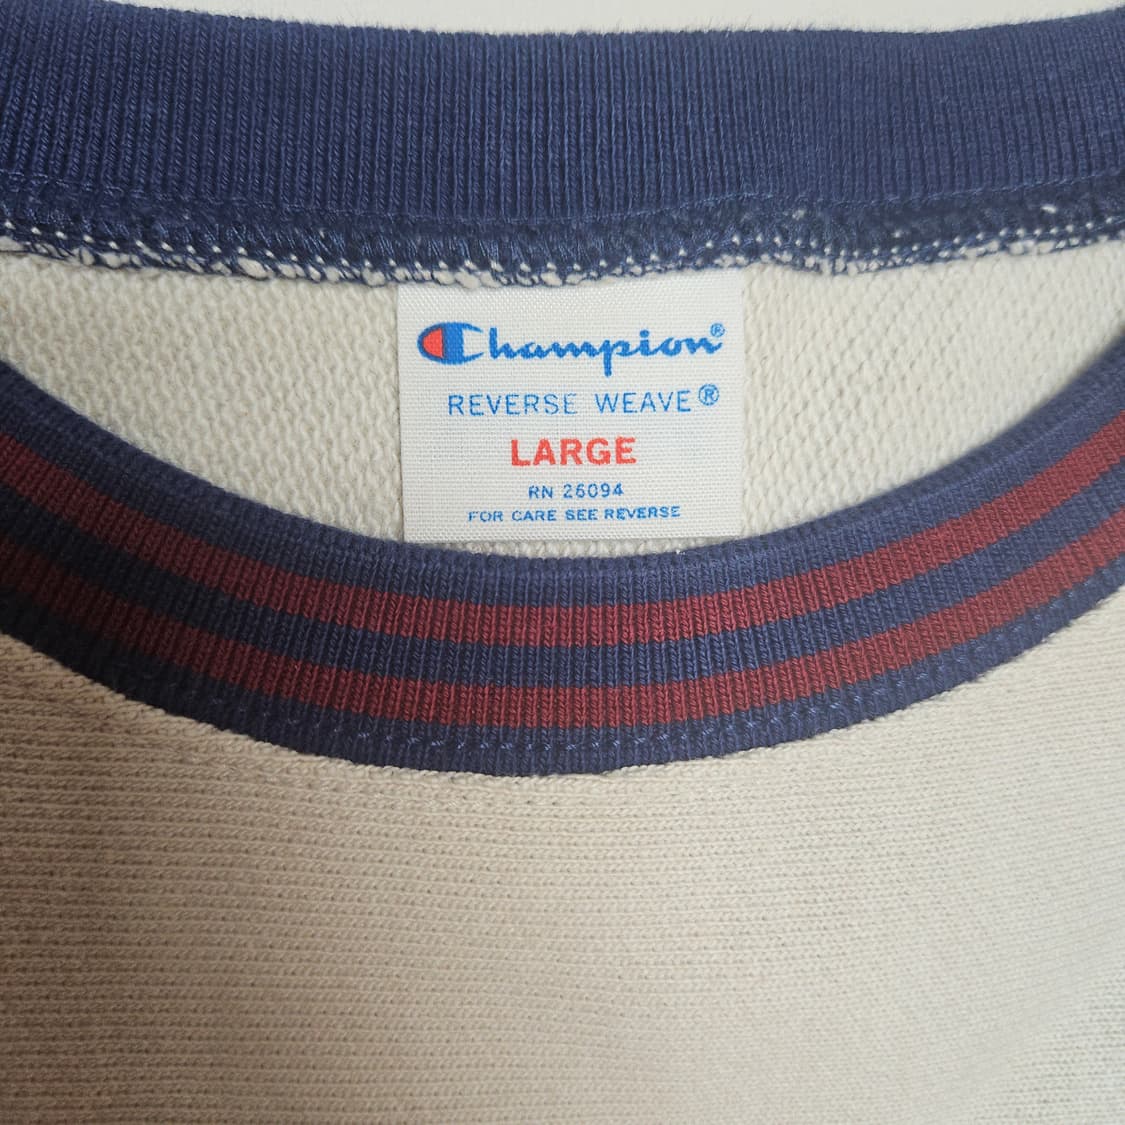 Champion®
REVERSE WEAVE®
LARGE
RN 26094
FOR CARE SEE REVERSE